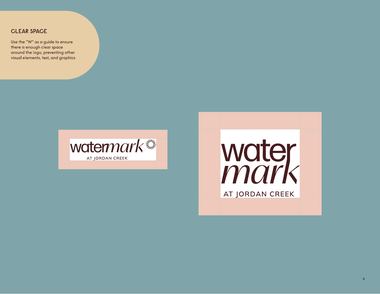 CLEAR SPACE
Use the "W" as a guide to ensure
there is enough clear space
around the logo, preventing other
visual elements, text, and graphics
watermark
AT JORDAN CREEK
water
mark
AT JORDAN CREEK